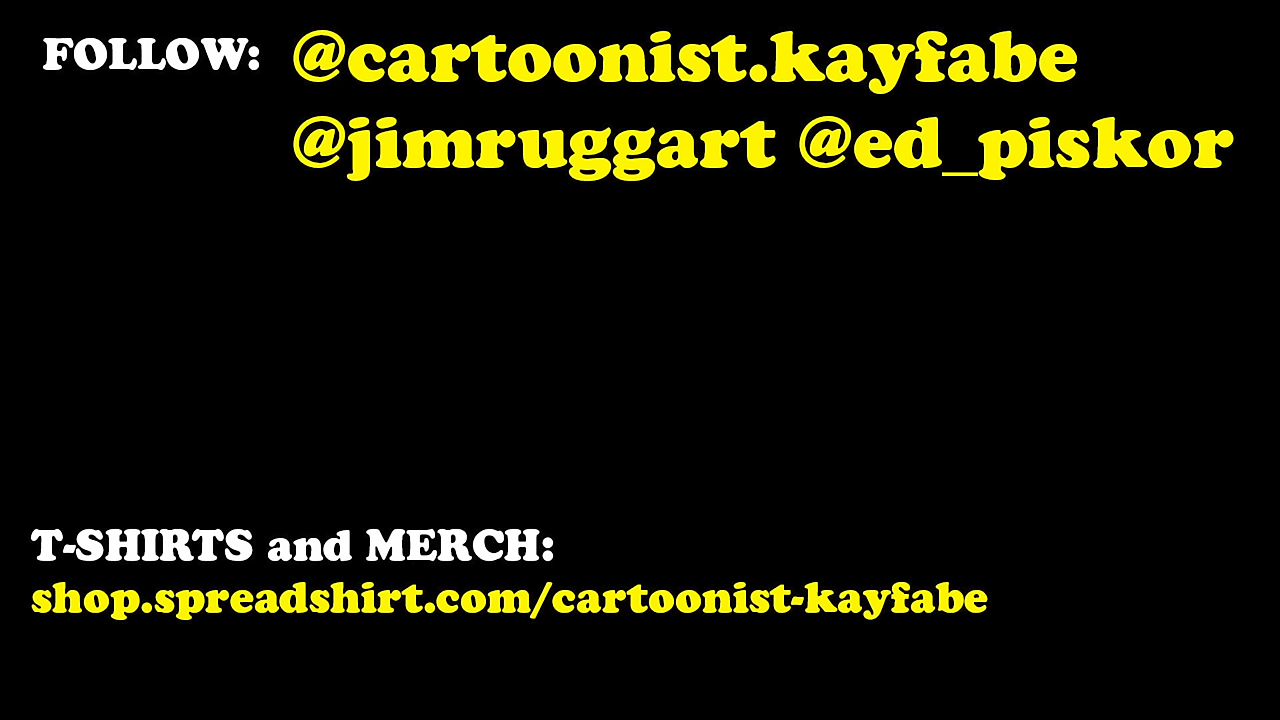 FOLLOW: @cartoonist.kayfabe
@jimruggart @ed_piskor
T-SHIRTS and MERCH:
shop.spreadshirt.com/cartoonist-kayfabe